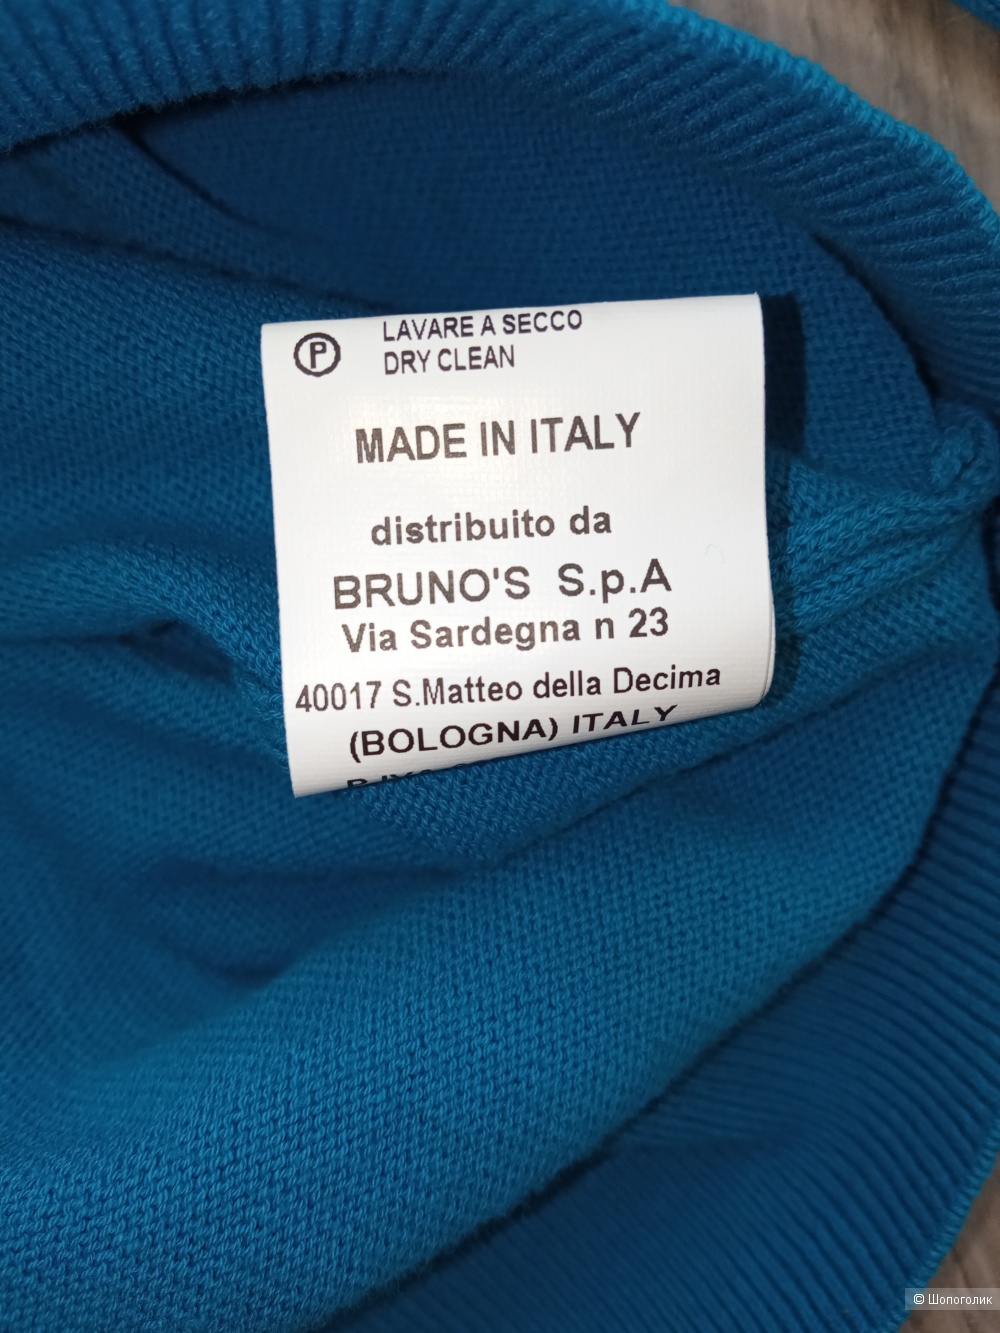 P
LAVARE A SECCO
DRY CLEAN
MADE IN ITALY
distribuito da
BRUNO'S S.p.A
Via Sardegna n 23
40017 S.Matteo della Decima
(BOLOGNA) ITALY
© Шопоголик